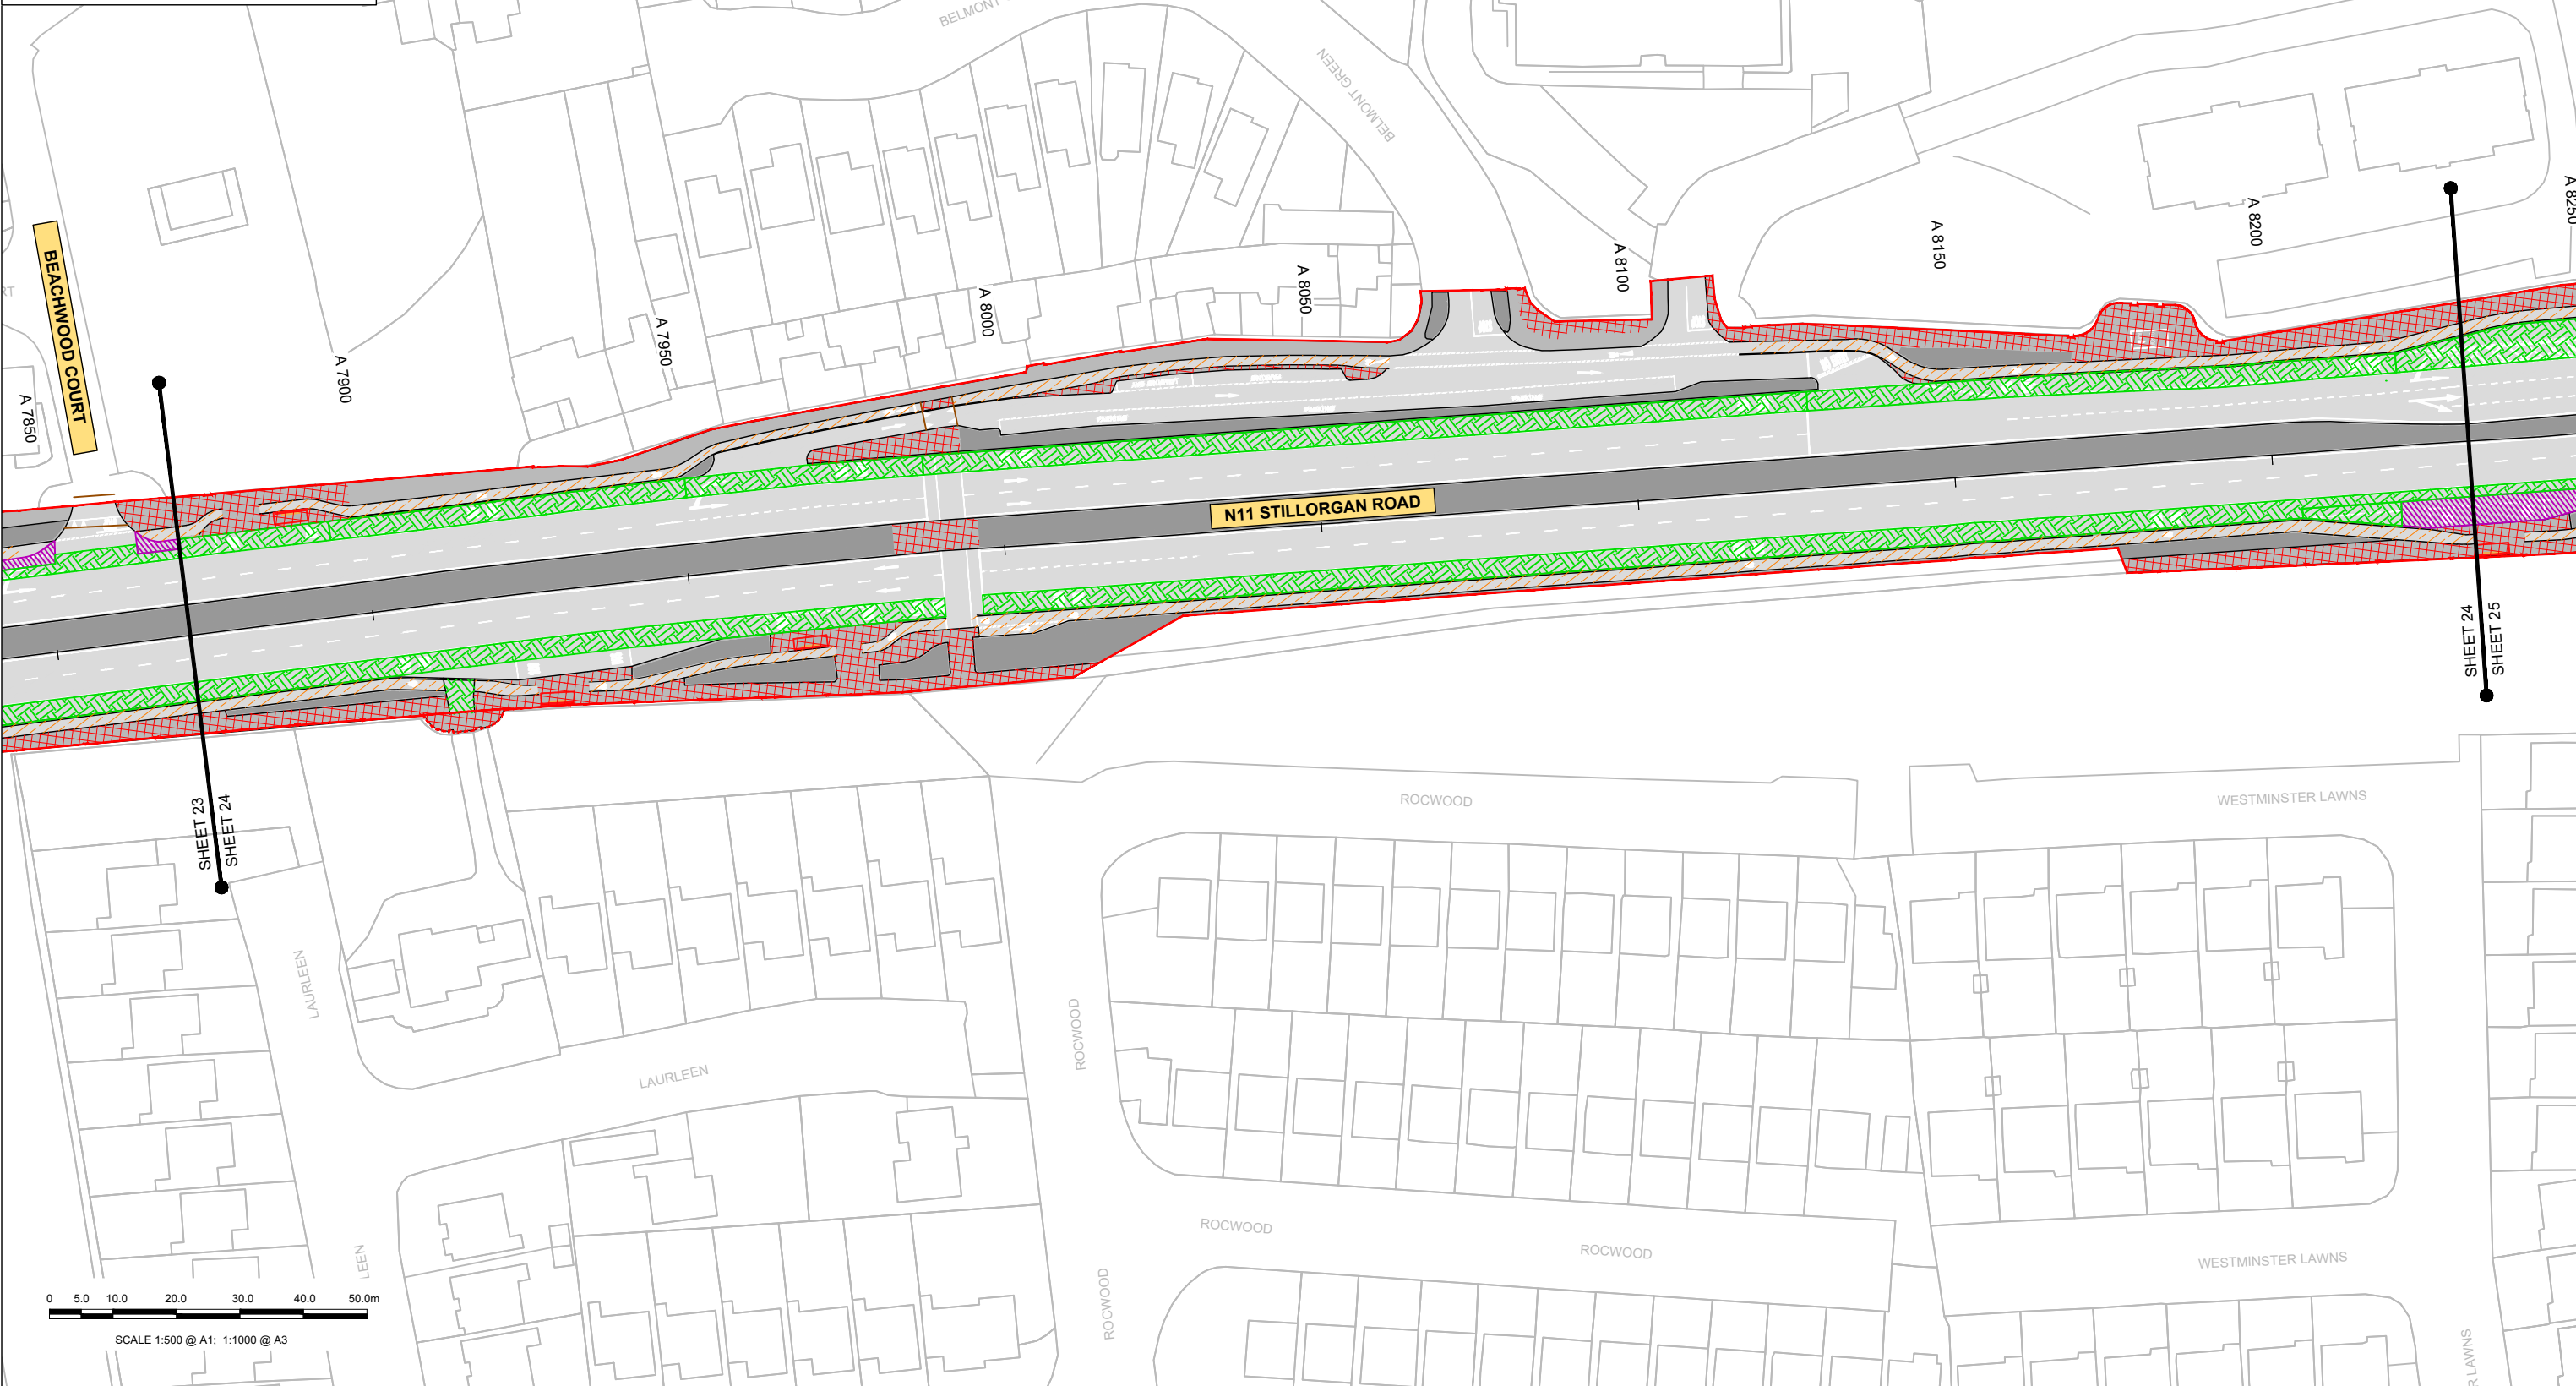 BELMONT
BELMONT GREEN
BEACHWOOD COURT
A 7850
A 7900
A 7950
A 8000
A 8050
A 8100
A 8150
A 8200
A 8250
N11 STILLORGAN ROAD
SHEET 23
SHEET 24
SHEET 24
SHEET 25
ROCWOOD
WESTMINSTER LAWNS
LAURLEEN
ROCWOOD
LAURLEEN
ROCWOOD
ROCWOOD
WESTMINSTER LAWNS
LEEN
ROCWOOD
R LAWNS
0 5.0 10.0 20.0 30.0 40.0 50.0m
SCALE 1:500 @ A1; 1:1000 @ A3